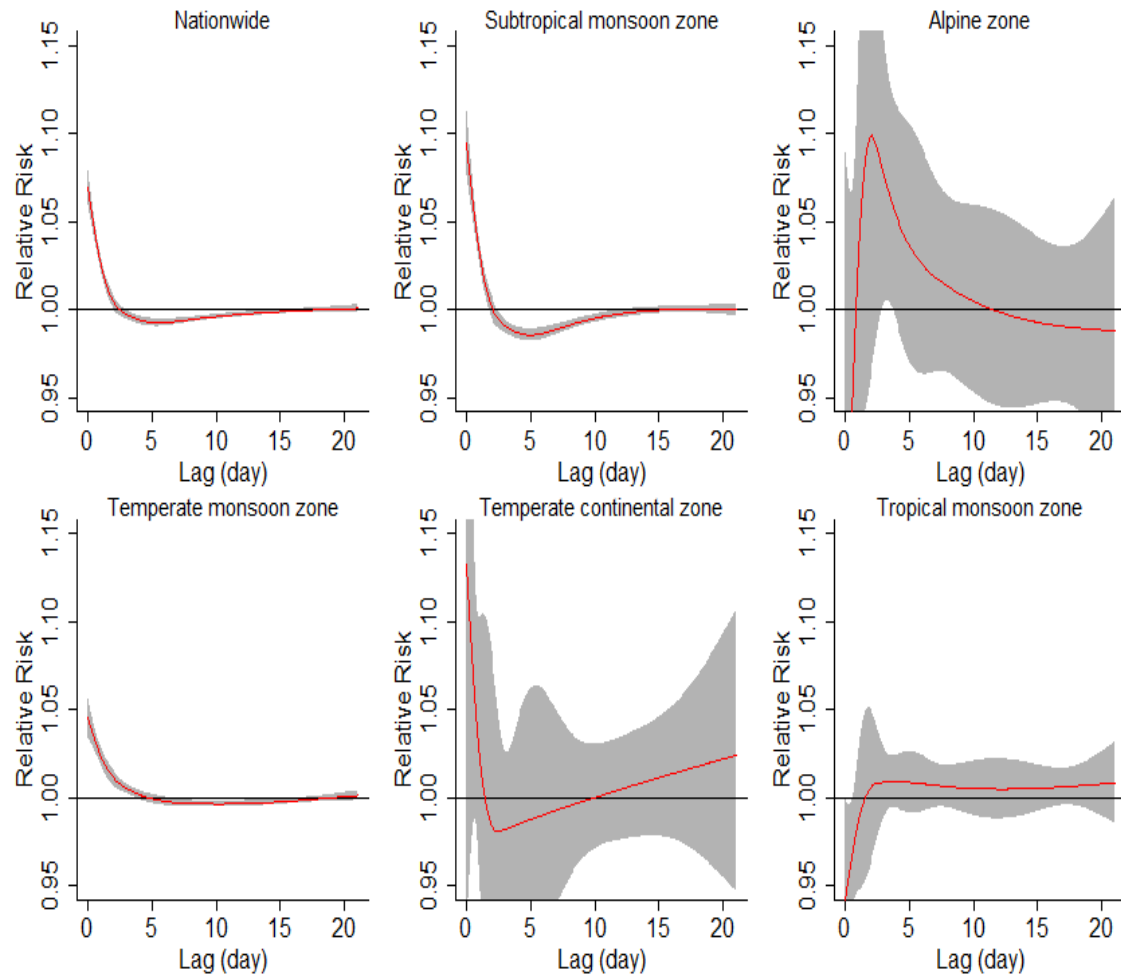 Nationwide
Relative Risk
0.95 1.00 1.05 1.10 1.15
0 5 10 15 20
Lag (day)
Subtropical monsoon zone
Relative Risk
0.95 1.00 1.05 1.10 1.15
0 5 10 15 20
Lag (day)
Alpine zone
Relative Risk
0.95 1.00 1.05 1.10 1.15
0 5 10 15 20
Lag (day)
Temperate monsoon zone
Relative Risk
0.95 1.00 1.05 1.10 1.15
0 5 10 15 20
Lag (day)
Temperate continental zone
Relative Risk
0.95 1.00 1.05 1.10 1.15
0 5 10 15 20
Lag (day)
Tropical monsoon zone
Relative Risk
0.95 1.00 1.05 1.10 1.15
0 5 10 15 20
Lag (day)